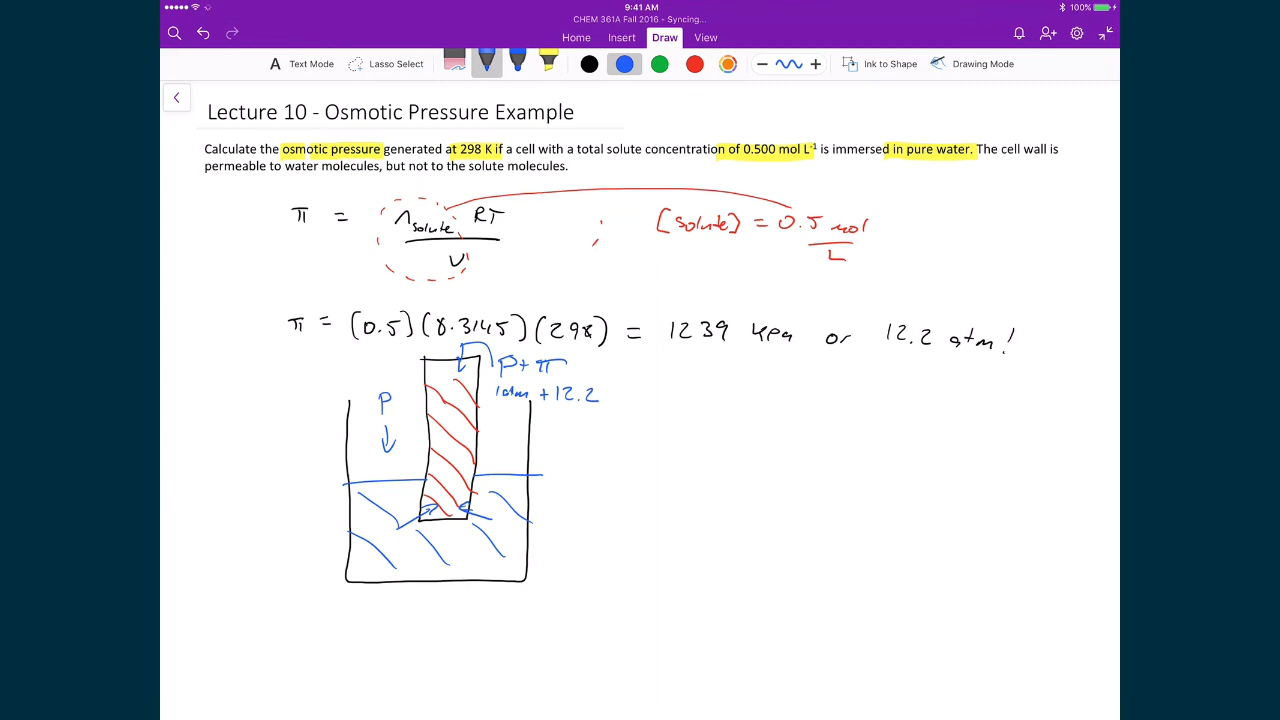 9:41 AM
100%
CHEM 361A Fall 2016 - Syncing...
Home Insert Draw View
A Text Mode Lasso Select Ink to Shape Drawing Mode
Lecture 10 - Osmotic Pressure Example
Calculate the osmotic pressure generated at 298 K if a cell with a total solute concentration of 0.500 mol L⁻¹ is immersed in pure water. The cell wall is
permeable to water molecules, but not to the solute molecules.
π = n solute RT
V
; [solute] = 0.5 mol
L
π = (0.5)(8.3145)(298) = 1239 kPa or 12.2 atm!
P + π
1 atm + 12.2
P